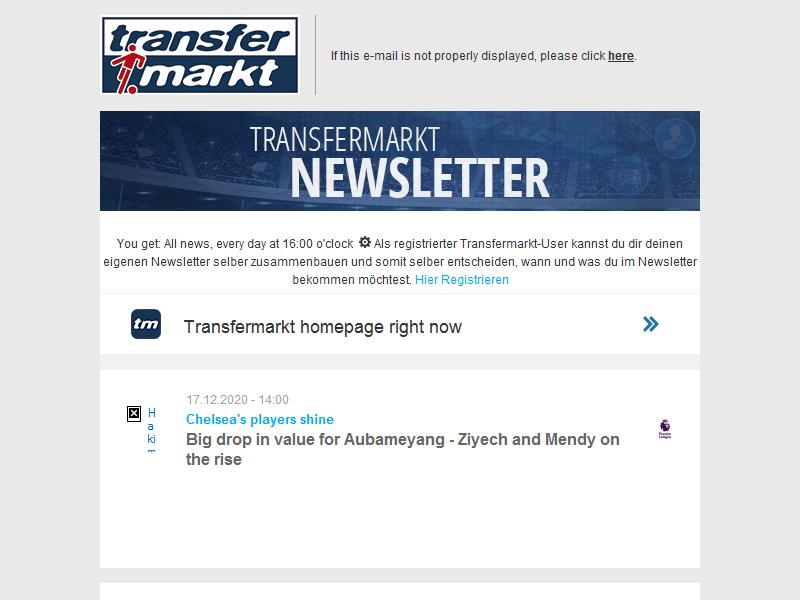 transfer
markt
If this e-mail is not properly displayed, please click here.
TRANSFERMARKT
NEWSLETTER
You get: All news, every day at 16:00 o'clock Als registrierter Transfermarkt-User kannst du dir deinen
eigenen Newsletter selber zusammenbauen und somit selber entscheiden, wann und was du im Newsletter
bekommen möchtest. Hier Registrieren
tm
Transfermarkt homepage right now
17.12.2020 - 14:00
H
a
ki
Chelsea's players shine
Big drop in value for Aubameyang - Ziyech and Mendy on
the rise
Premier
League